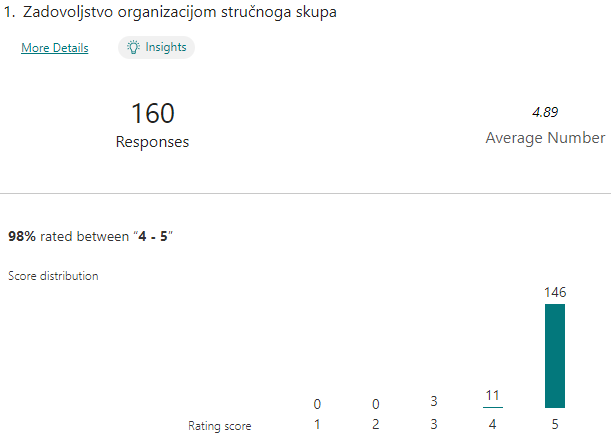 1. Zadovoljstvo organizacijom stručnoga skupa
More Details
Insights
160
Responses
4.89
Average Number
98% rated between “4 - 5”
Score distribution
146
0 0 3 11
Rating score 1 2 3 4 5